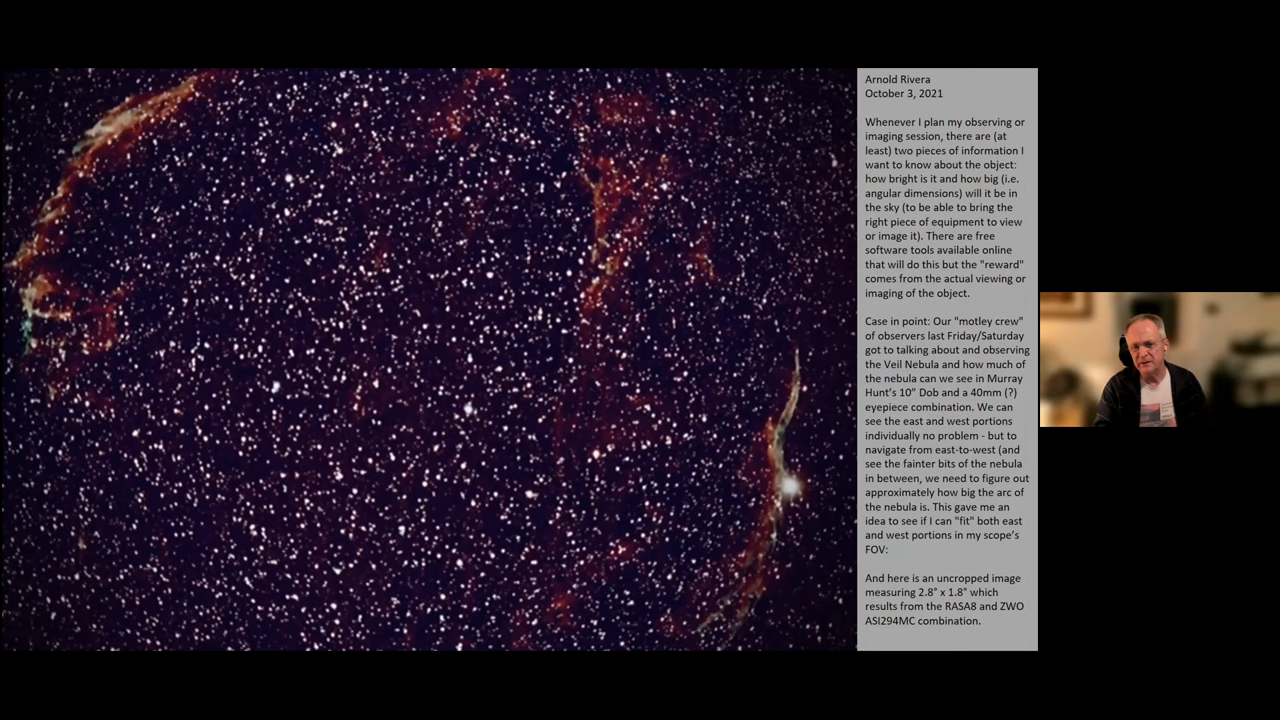 Arnold Rivera
October 3, 2021
Whenever I plan my observing or
imaging session, there are (at
least) two pieces of information I
want to know about the object:
how bright is it and how big (i.e.
angular dimensions) will it be in
the sky (to be able to bring the
right piece of equipment to view
or image it). There are free
software tools available online
that will do this but the "reward"
comes from the actual viewing or
imaging of the object.
Case in point: Our "motley crew"
of observers last Friday/Saturday
got to talking about and observing
the Veil Nebula and how much of
the nebula can we see in Murray
Hunt's 10" Dob and a 40mm (?)
eyepiece combination. We can
see the east and west portions
individually no problem - but to
navigate from east-to-west (and
see the fainter bits of the nebula
in between, we need to figure out
approximately how big the arc of
the nebula is. This gave me an
idea to see if I can "fit" both east
and west portions in my scope's
FOV:
And here is an uncropped image
measuring 2.8° x 1.8° which
results from the RASA8 and ZWO
ASI294MC combination.